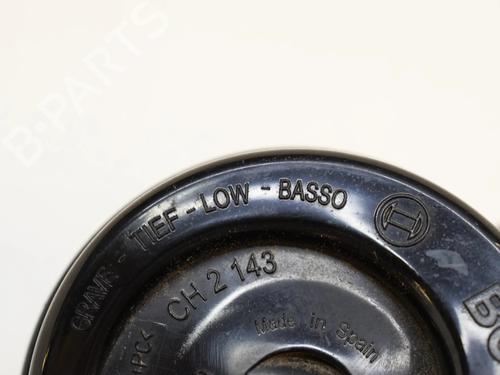 B-PARTS
GRAVE - TIEF - LOW - BASSO
CH 2 143
Made in Spain